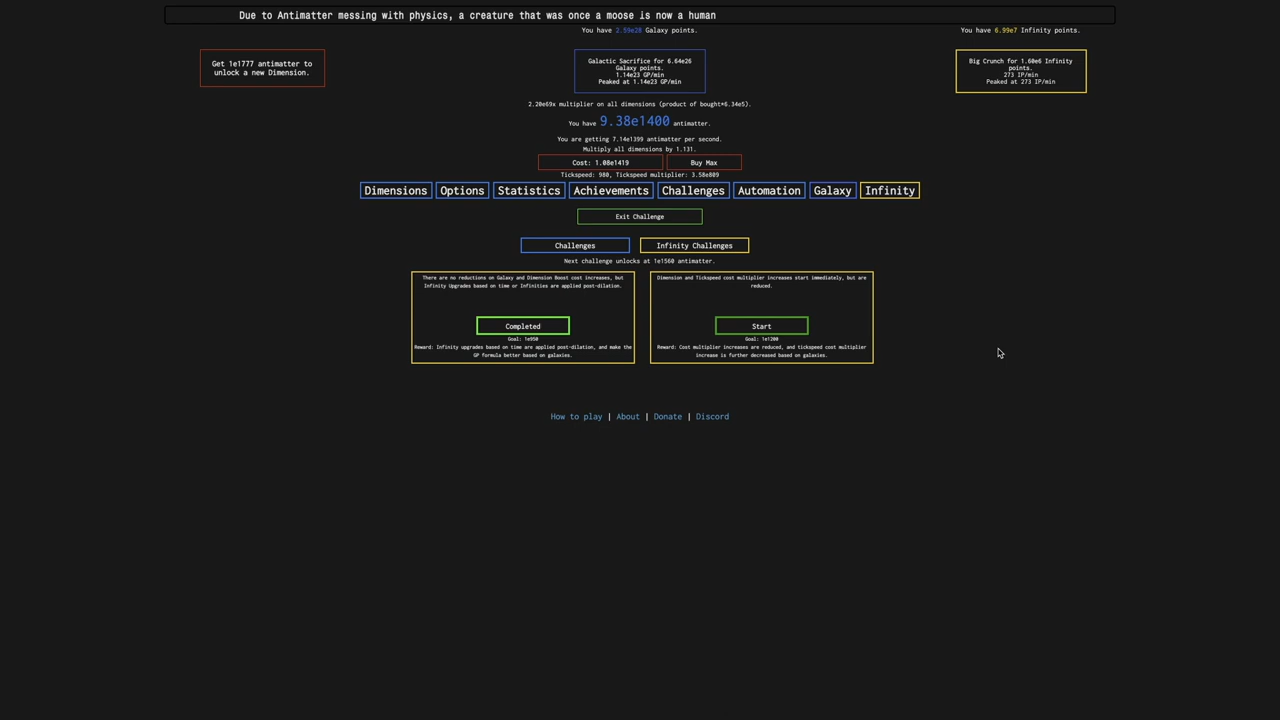 Due to Antimatter messing with physics, a creature that was once a moose is now a human
You have 2.59e28 Galaxy points.
You have 6.99e7 Infinity points.
Get 1e1777 antimatter to
unlock a new Dimension.
Galactic Sacrifice for 6.64e26
Galaxy points.
1.14e23 GP/min
Peaked at 1.14e23 GP/min
Big Crunch for 1.60e6 Infinity
points.
273 IP/min
Peaked at 273 IP/min
2.20e69x multiplier on all dimensions (product of bought*6.34e5).
You have 9.38e1400 antimatter.
You are getting 7.14e1399 antimatter per second.
Multiply all dimensions by 1.131.
Cost: 1.08e1419
Buy Max
Tickspeed: 980, Tickspeed multiplier: 3.58e809
Dimensions
Options
Statistics
Achievements
Challenges
Automation
Galaxy
Infinity
Exit Challenge
Challenges
Infinity Challenges
Next challenge unlocks at 1e1560 antimatter.
There are no reductions on Galaxy and Dimension Boost cost increases, but
Infinity Upgrades based on time or Infinities are applied post-dilation.
Completed
Goal: 1e950
Reward: Infinity upgrades based on time are applied post-dilation, and make the
GP formula better based on galaxies.
Dimension and Tickspeed cost multiplier increases start immediately, but are
reduced.
Start
Goal: 1e1200
Reward: Cost multiplier increases are reduced, and tickspeed cost multiplier
increase is further decreased based on galaxies.
How to play | About | Donate | Discord